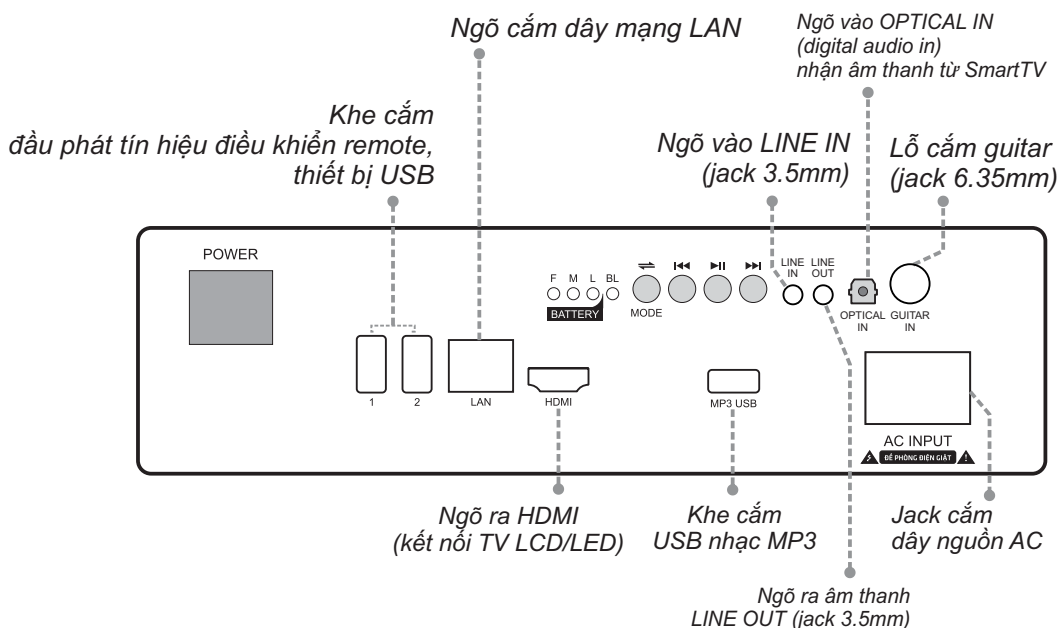 Ngõ cắm dây mạng LAN
Ngõ vào OPTICAL IN
(digital audio in)
nhận âm thanh từ SmartTV
Khe cắm
đầu phát tín hiệu điều khiển remote,
thiết bị USB
Ngõ vào LINE IN
(jack 3.5mm)
Lỗ cắm guitar
(jack 6.35mm)
POWER
F M L BL
BATTERY
MODE
LINE IN
LINE OUT
OPTICAL IN
GUITAR IN
1
2
LAN
HDMI
MP3 USB
AC INPUT
ĐỀ PHÒNG ĐIỆN GIẬT
Ngõ ra HDMI
(kết nối TV LCD/LED)
Khe cắm
USB nhạc MP3
Jack cắm
dây nguồn AC
Ngõ ra âm thanh
LINE OUT (jack 3.5mm)